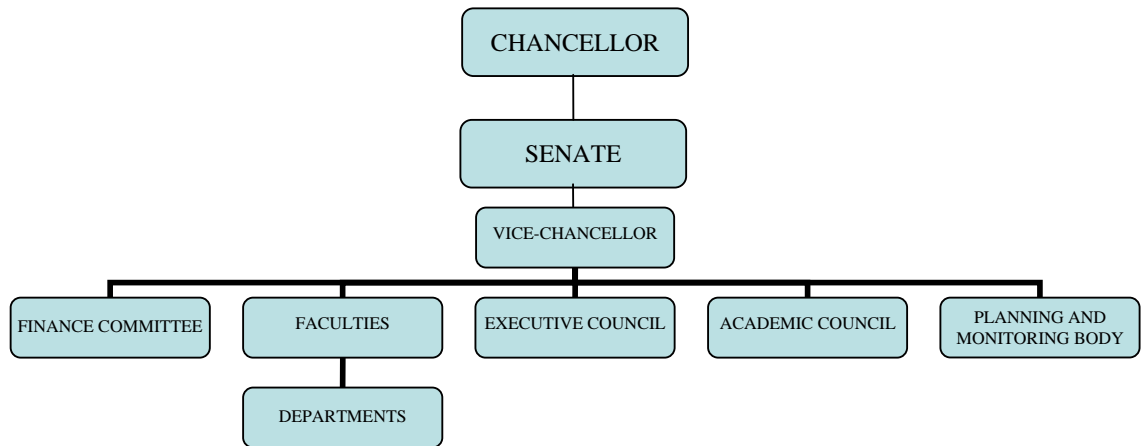 CHANCELLOR
SENATE
VICE-CHANCELLOR
FINANCE COMMITTEE
FACULTIES
EXECUTIVE COUNCIL
ACADEMIC COUNCIL
PLANNING AND
MONITORING BODY
DEPARTMENTS